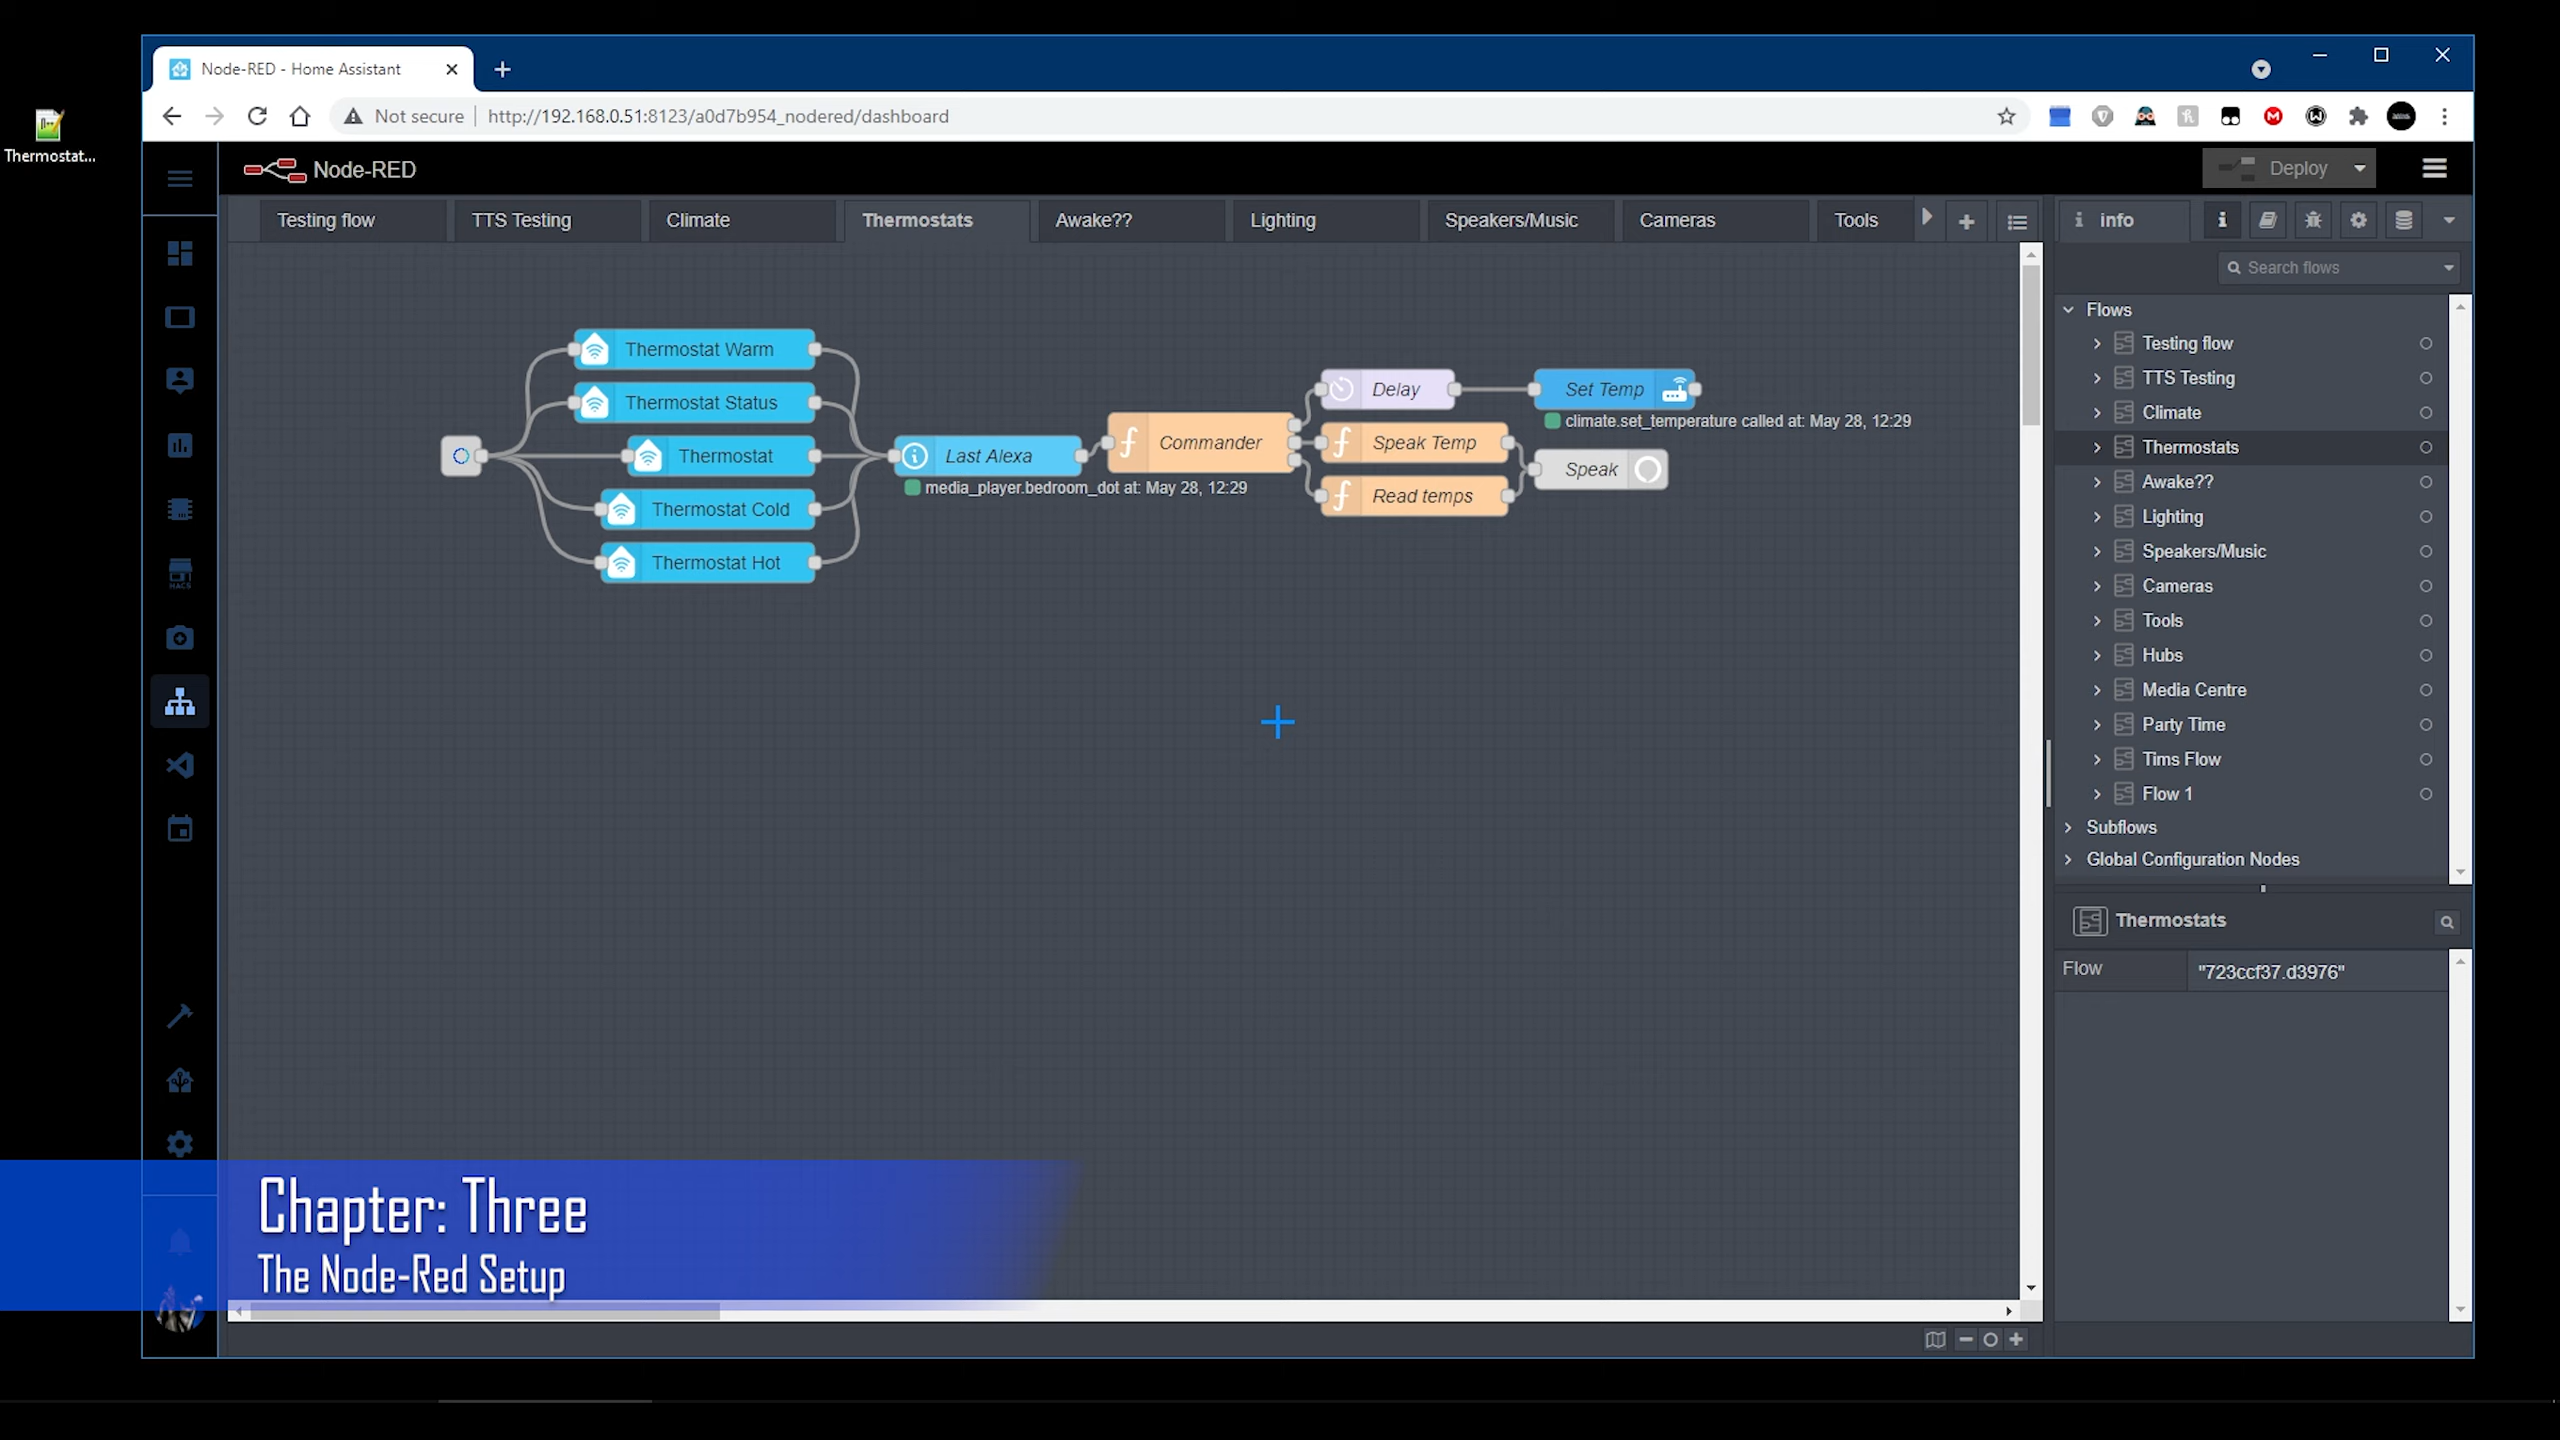 Node-RED - Home Assistant
Thermostat...
Not secure
http://192.168.0.51:8123/a0d7b954_nodered/dashboard
Node-RED
Deploy
Testing flow
TTS Testing
Climate
Thermostats
Awake??
Lighting
Speakers/Music
Cameras
Tools
info
Search flows
Thermostat Warm
Thermostat Status
Thermostat
Thermostat Cold
Thermostat Hot
Last Alexa
media_player.bedroom_dot at: May 28, 12:29
Commander
Delay
Speak Temp
Read temps
Set Temp
climate.set_temperature called at: May 28, 12:29
Speak
Flows
Testing flow
TTS Testing
Climate
Thermostats
Awake??
Lighting
Speakers/Music
Cameras
Tools
Hubs
Media Centre
Party Time
Tims Flow
Flow 1
Subflows
Global Configuration Nodes
Thermostats
Flow
"723ccf37.d3976"
HACS
Chapter: Three
The Node-Red Setup